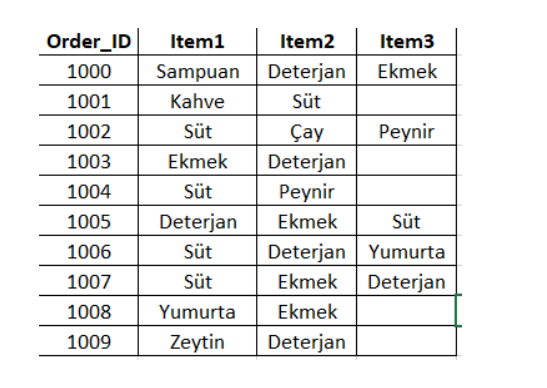 Order_ID Item1 Item2 Item3
1000 Sampuan Deterjan Ekmek
1001 Kahve Süt
1002 Süt Çay Peynir
1003 Ekmek Deterjan
1004 Süt Peynir
1005 Deterjan Ekmek Süt
1006 Süt Deterjan Yumurta
1007 Süt Ekmek Deterjan
1008 Yumurta Ekmek
1009 Zeytin Deterjan